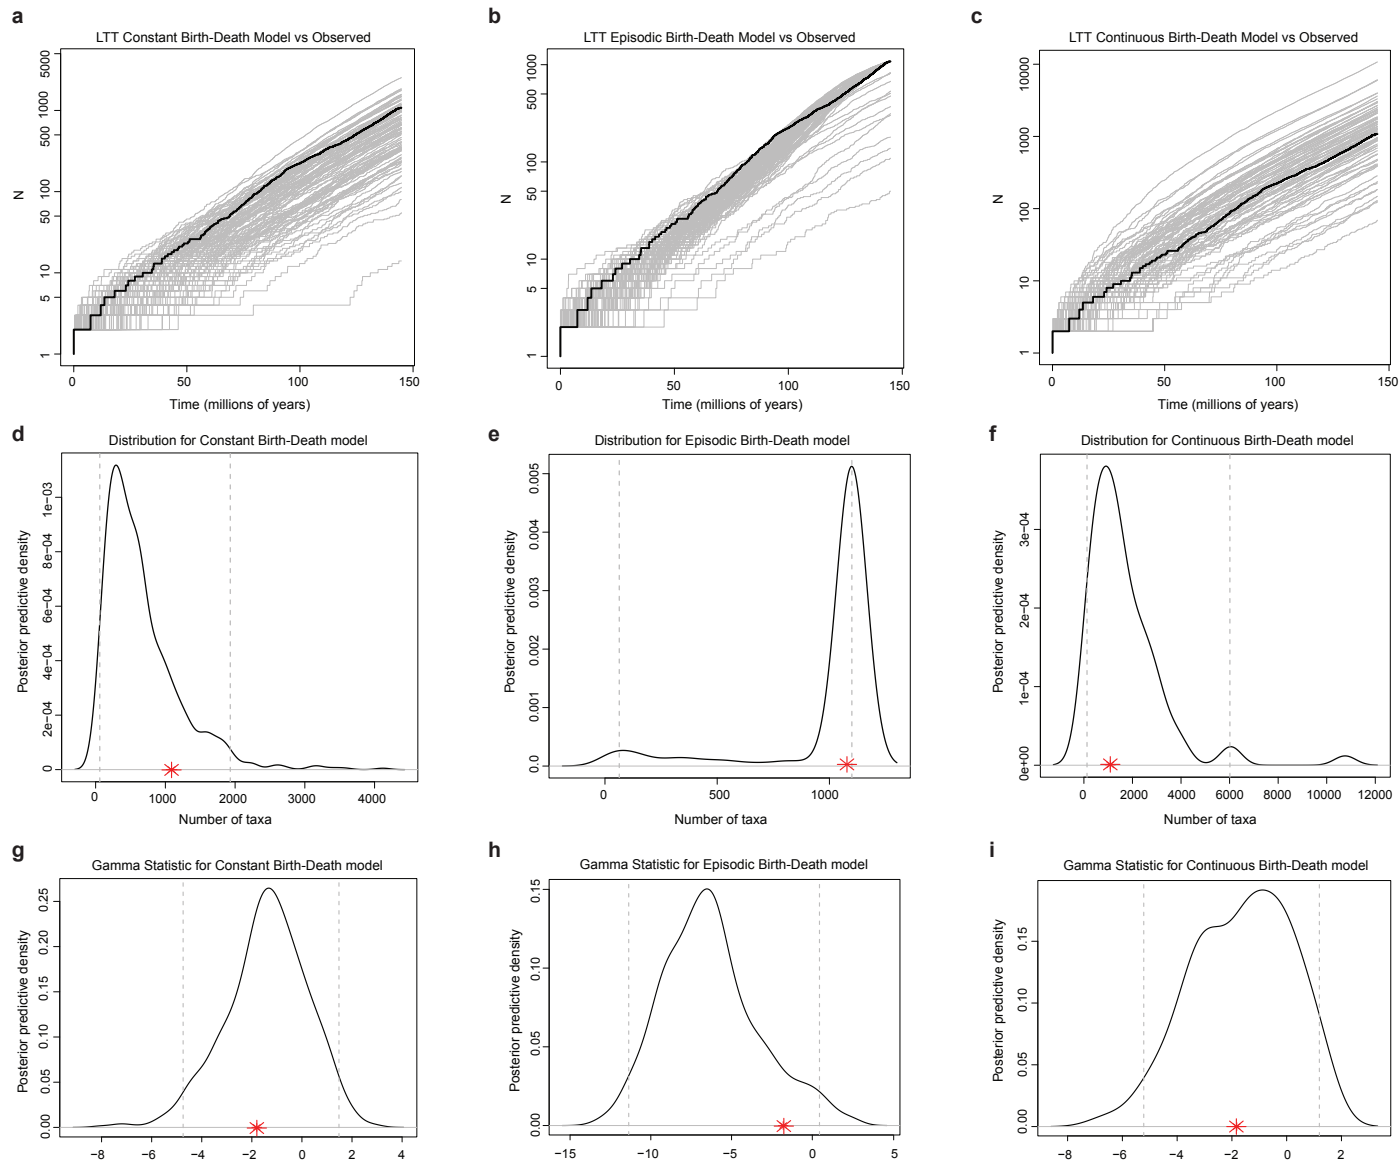 a
b
c
LTT Constant Birth-Death Model vs Observed
LTT Episodic Birth-Death Model vs Observed
LTT Continuous Birth-Death Model vs Observed
N
5000
1000
500
100
50
10
5
1
0
50
100
150
Time (millions of years)
N
1000
500
100
50
10
5
1
0
50
100
150
Time (millions of years)
N
10000
1000
100
10
1
0
50
100
150
Time (millions of years)
d
e
f
Distribution for Constant Birth-Death model
Distribution for Episodic Birth-Death model
Distribution for Continuous Birth-Death model
Posterior predictive density
1e−03
8e−04
6e−04
4e−04
2e−04
0
0
1000
2000
3000
4000
Number of taxa
Posterior predictive density
0.005
0.004
0.003
0.002
0.001
0.0
0
500
1000
Number of taxa
Posterior predictive density
3e−04
2e−04
1e−04
0e+00
0
2000
4000
6000
8000
10000
12000
Number of taxa
g
h
i
Gamma Statistic for Constant Birth-Death model
Gamma Statistic for Episodic Birth-Death model
Gamma Statistic for Continuous Birth-Death model
Posterior predictive density
0.25
0.20
0.15
0.10
0.05
0.00
−8
−6
−4
−2
0
2
4
Posterior predictive density
0.15
0.10
0.05
0.00
−15
−10
−5
0
5
Posterior predictive density
0.15
0.10
0.05
0.00
−8
−6
−4
−2
0
2